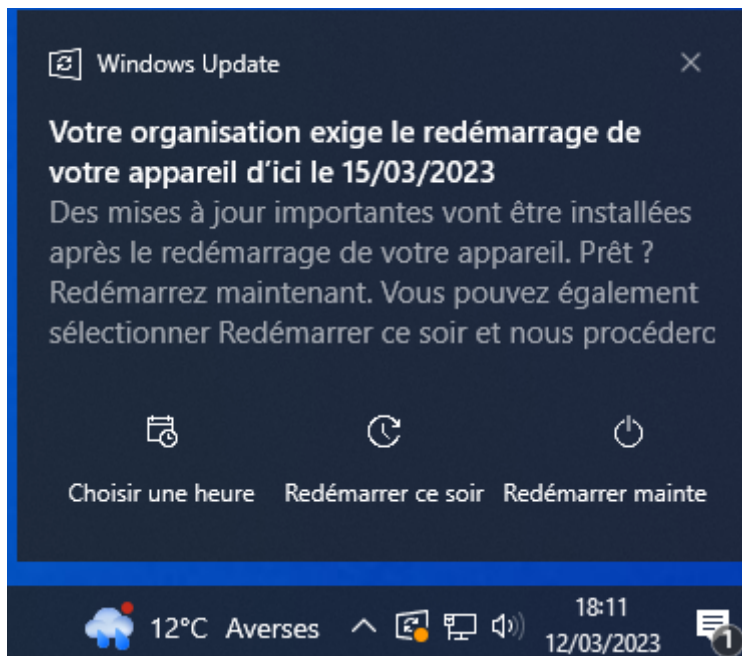 Windows Update
Votre organisation exige le redémarrage de
votre appareil d'ici le 15/03/2023
Des mises à jour importantes vont être installées
après le redémarrage de votre appareil. Prêt ?
Redémarrez maintenant. Vous pouvez également
sélectionner Redémarrer ce soir et nous procéderc
Choisir une heure
Redémarrer ce soir
Redémarrer mainte
12°C Averses
18:11
12/03/2023
1